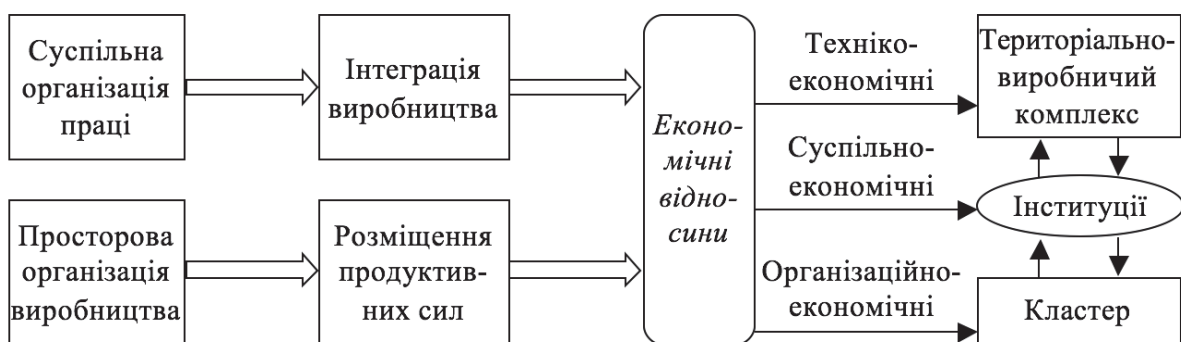 Суспільна
організація
праці
Інтеграція
виробництва
Просторова
організація
виробництва
Розміщення
продуктив-
них сил
Еконо-
мічні
відно-
сини
Техніко-
економічні
Суспільно-
економічні
Організаційно-
економічні
Територіально-
виробничий
комплекс
Інституції
Кластер